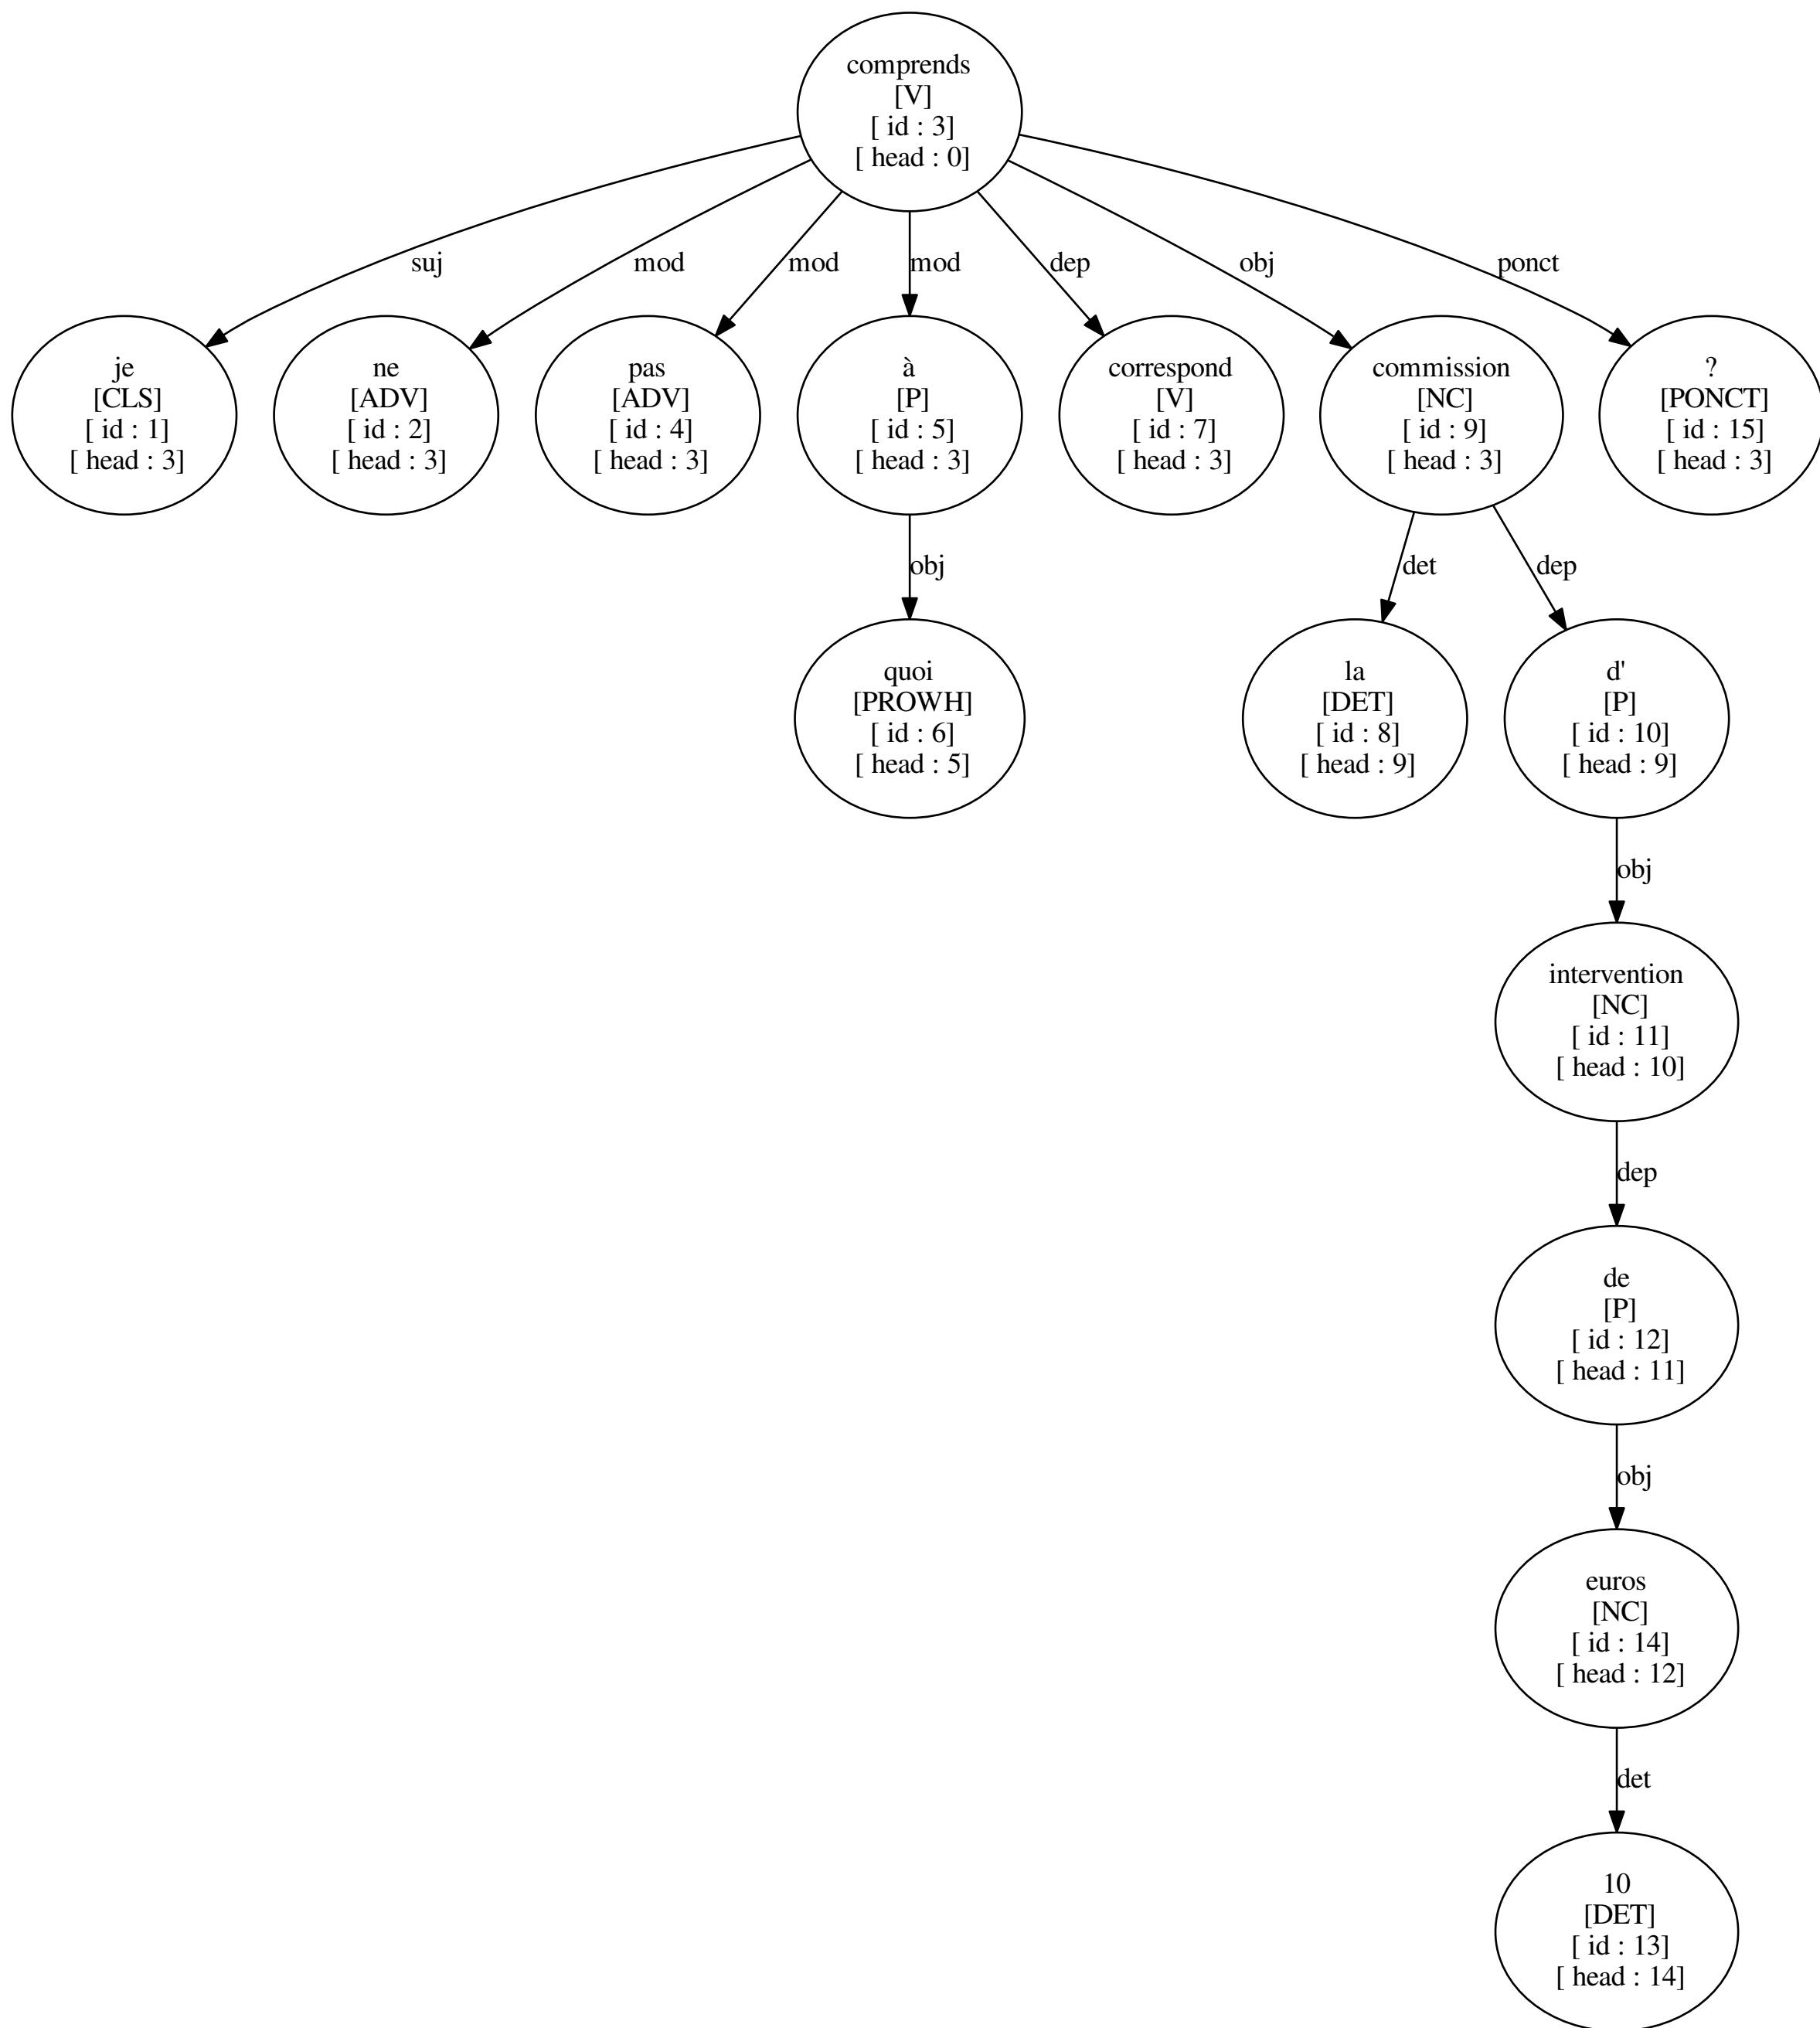 comprends
[V]
[ id : 3]
[ head : 0]
suj
mod
mod
mod
dep
obj
ponct
je
[CLS]
[ id : 1]
[ head : 3]
ne
[ADV]
[ id : 2]
[ head : 3]
pas
[ADV]
[ id : 4]
[ head : 3]
à
[P]
[ id : 5]
[ head : 3]
correspond
[V]
[ id : 7]
[ head : 3]
commission
[NC]
[ id : 9]
[ head : 3]
?
[PONCT]
[ id : 15]
[ head : 3]
obj
det
dep
quoi
[PROWH]
[ id : 6]
[ head : 5]
la
[DET]
[ id : 8]
[ head : 9]
d'
[P]
[ id : 10]
[ head : 9]
obj
intervention
[NC]
[ id : 11]
[ head : 10]
dep
de
[P]
[ id : 12]
[ head : 11]
obj
euros
[NC]
[ id : 14]
[ head : 12]
det
10
[DET]
[ id : 13]
[ head : 14]